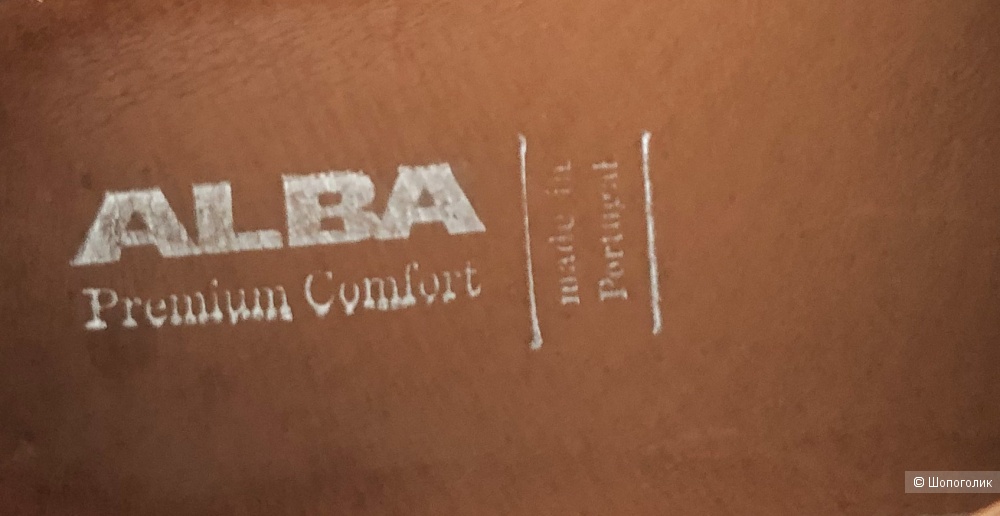 ALBA
Premium Comfort
made in
Portugal
© Шопоголик